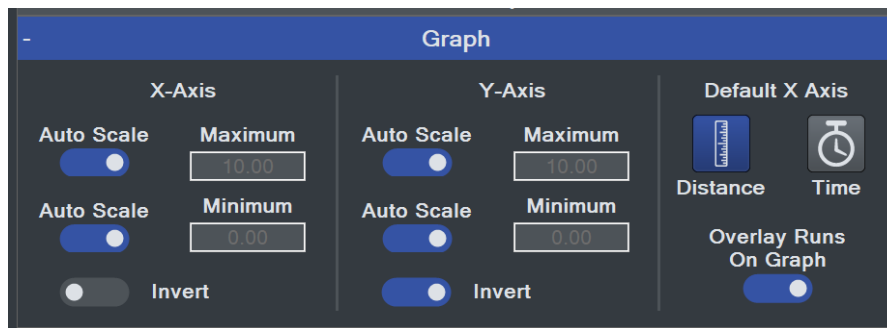 - Graph
X-Axis
Auto Scale Maximum
10.00
Auto Scale Minimum
0.00
Invert
Y-Axis
Auto Scale Maximum
10.00
Auto Scale Minimum
0.00
Invert
Default X Axis
Distance Time
Overlay Runs
On Graph